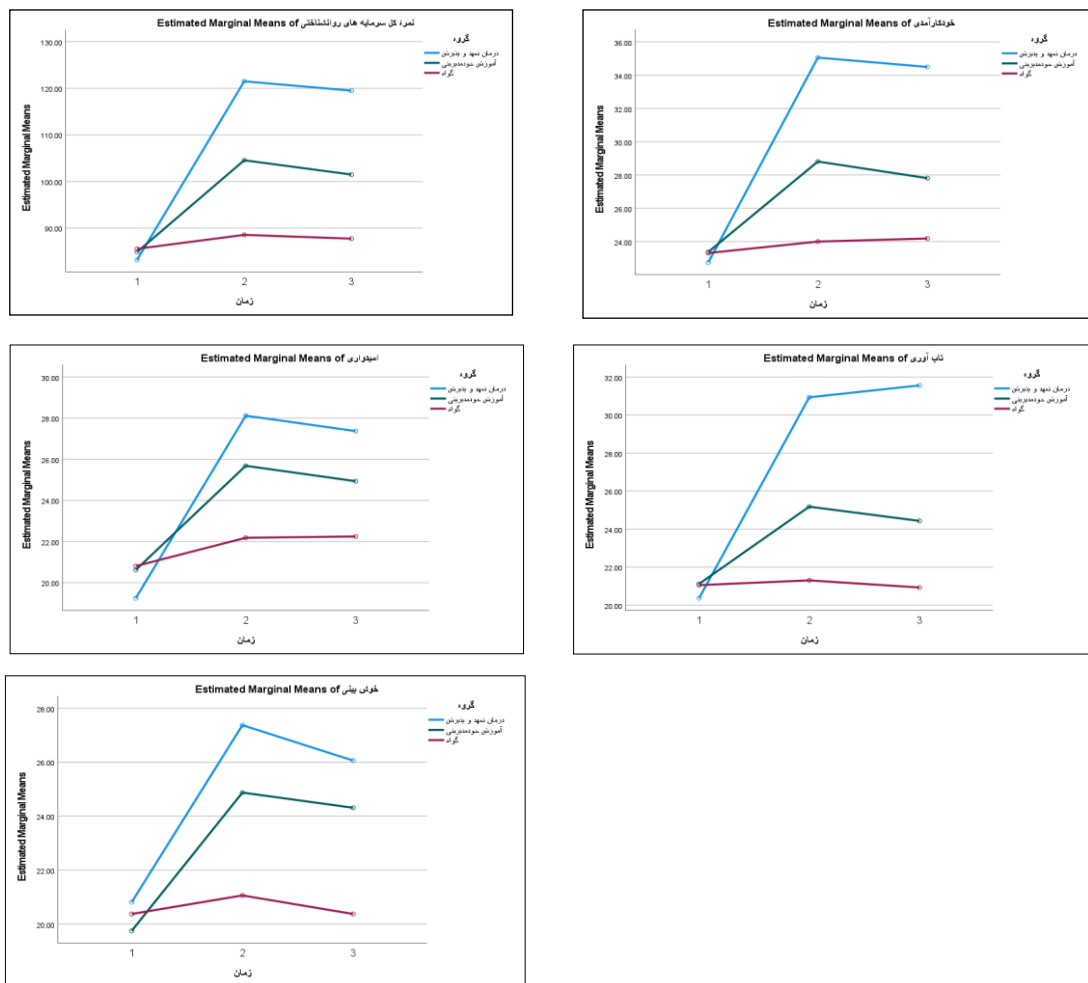 Estimated Marginal Means of نمره کل سرمایه های روانشناختی
Estimated Marginal Means
130.00
120.00
110.00
100.00
90.00
1
2
3
زمان
گروه
درمان تعهد و پذیرش
آموزش خودمدیریتی
گواه
Estimated Marginal Means of خودکارآمدی
Estimated Marginal Means
36.00
34.00
32.00
30.00
28.00
26.00
24.00
1
2
3
زمان
گروه
درمان تعهد و پذیرش
آموزش خودمدیریتی
گواه
Estimated Marginal Means of امیدواری
Estimated Marginal Means
30.00
28.00
26.00
24.00
22.00
20.00
1
2
3
زمان
گروه
درمان تعهد و پذیرش
آموزش خودمدیریتی
گواه
Estimated Marginal Means of تاب آوری
Estimated Marginal Means
32.00
30.00
28.00
26.00
24.00
22.00
20.00
1
2
3
زمان
گروه
درمان تعهد و پذیرش
آموزش خودمدیریتی
گواه
Estimated Marginal Means of خوش بینی
Estimated Marginal Means
28.00
26.00
24.00
22.00
20.00
1
2
3
زمان
گروه
درمان تعهد و پذیرش
آموزش خودمدیریتی
گواه